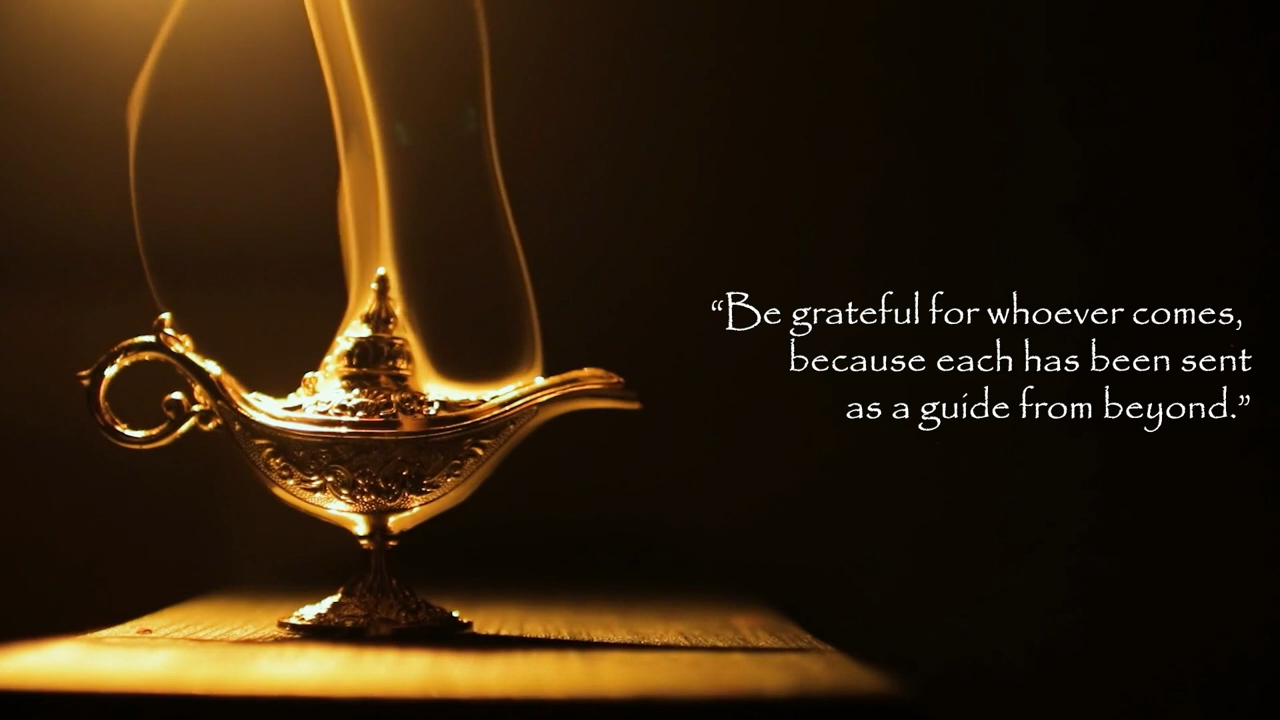 “Be grateful for whoever comes,
because each has been sent
as a guide from beyond.”